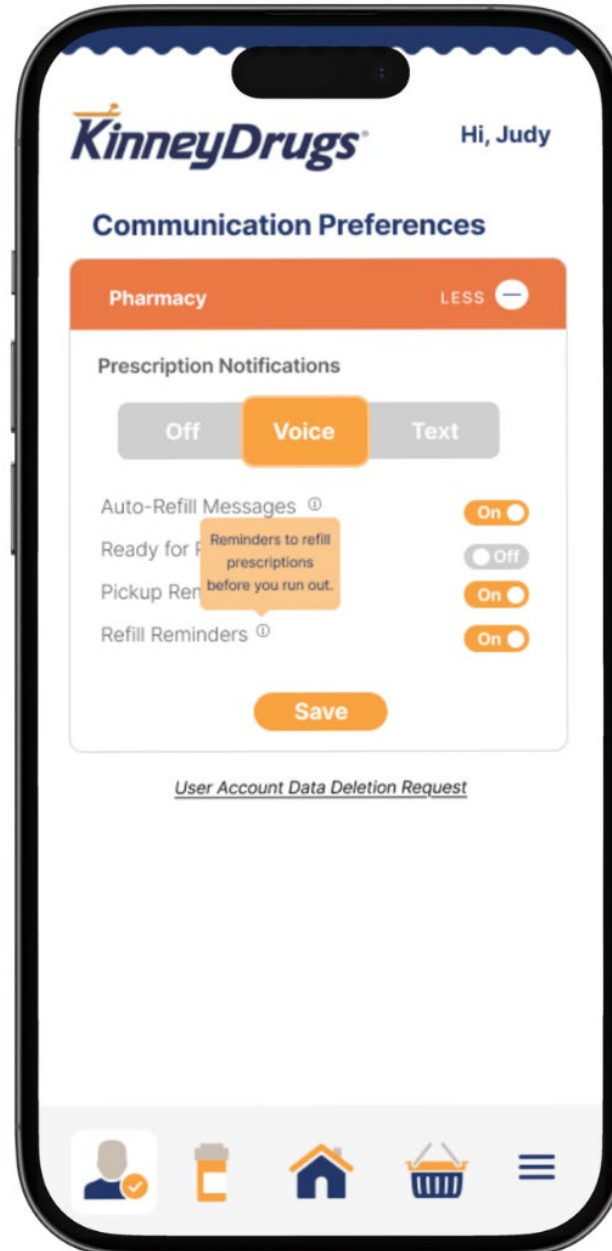 KinneyDrugs
Hi, Judy
Communication Preferences
Pharmacy
LESS
Prescription Notifications
Off Voice Text
Auto-Refill Messages
On
Ready for
Off
Reminders to refill
prescriptions
before you run out.
Pickup
On
Refill Reminders
On
Save
User Account Data Deletion Request